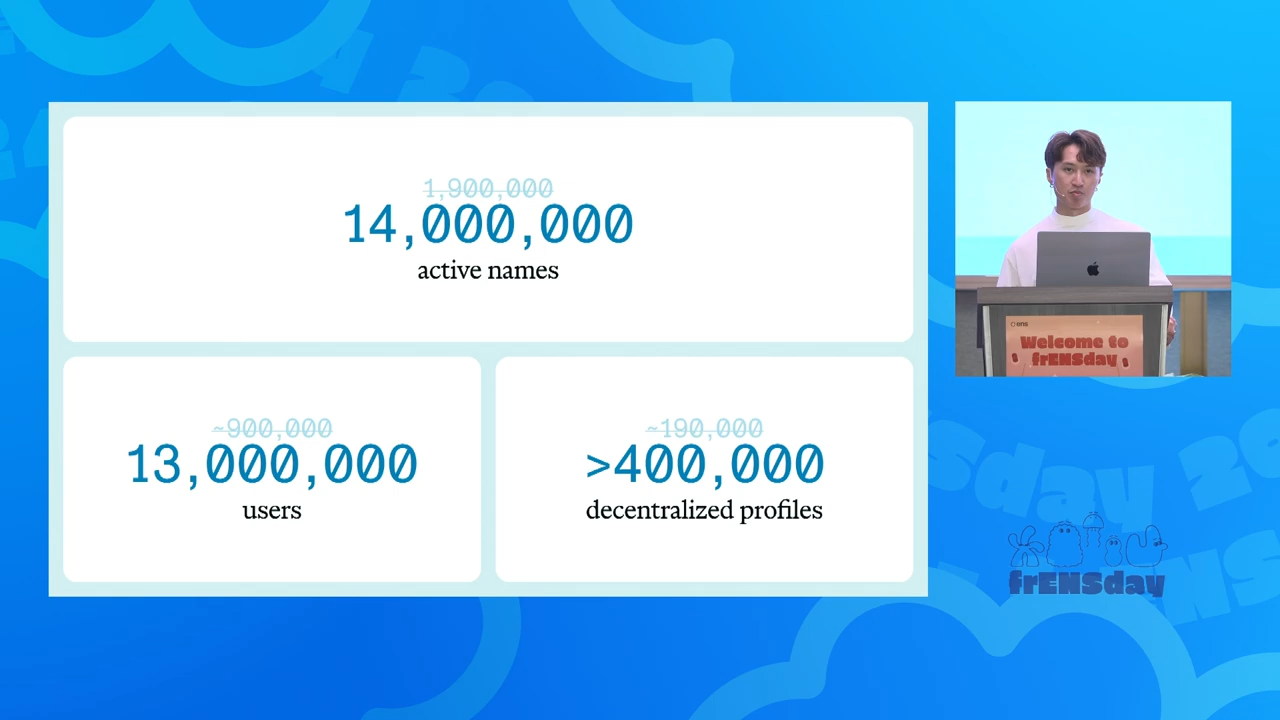 1,900,000
14,000,000
active names
~900,000
13,000,000
users
~190,000
>400,000
decentralized profiles
ens
Welcome to
frENSday
frENSday